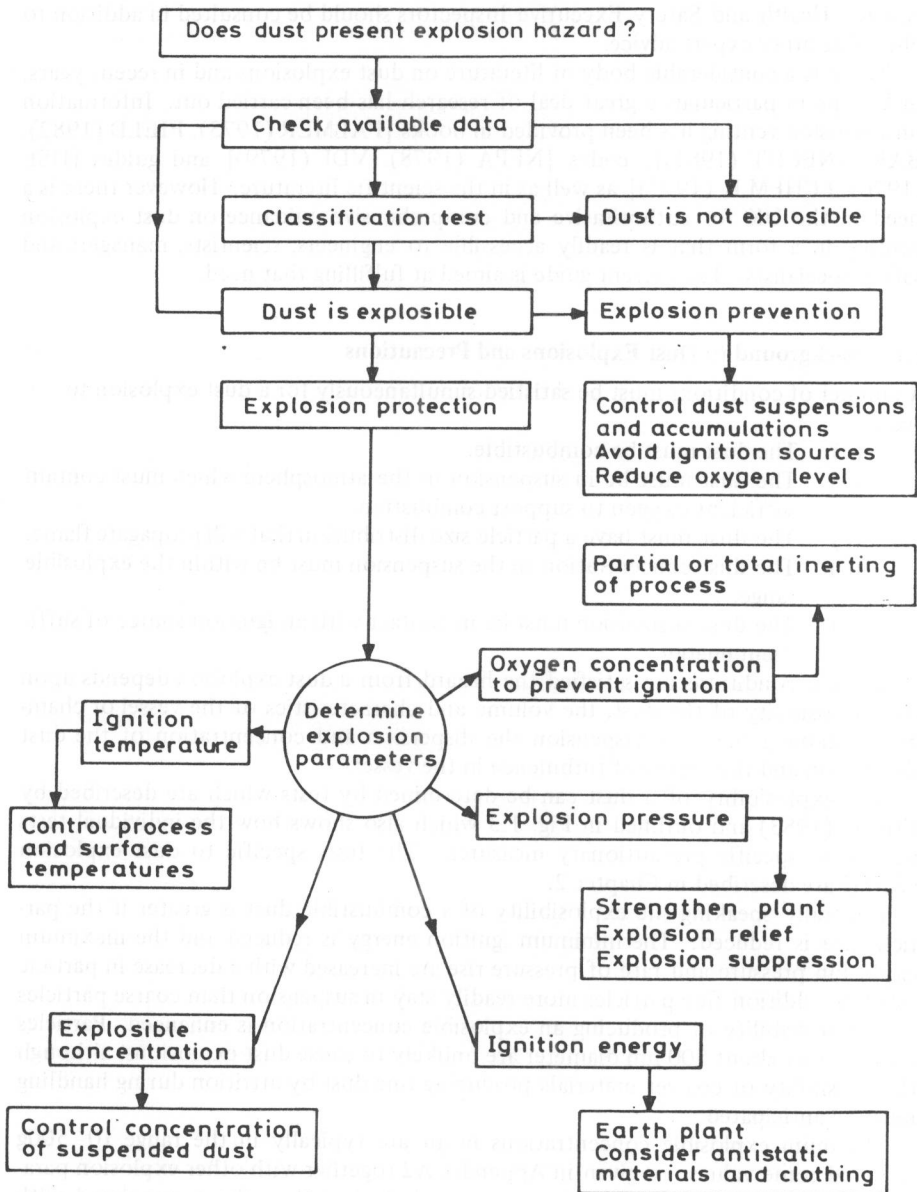 Does dust present explosion hazard?
Check available data
Classification test
Dust is not explosible
Dust is explosible
Explosion prevention
Explosion protection
Control dust suspensions
and accumulations
Avoid ignition sources
Reduce oxygen level
Partial or total inerting
of process
Oxygen concentration
to prevent ignition
Determine
explosion
parameters
Ignition
temperature
Control process
and surface
temperatures
Explosion pressure
Strengthen plant
Explosion relief
Explosion suppression
Explosible
concentration
Ignition energy
Control concentration
of suspended dust
Earth plant
Consider antistatic
materials and clothing